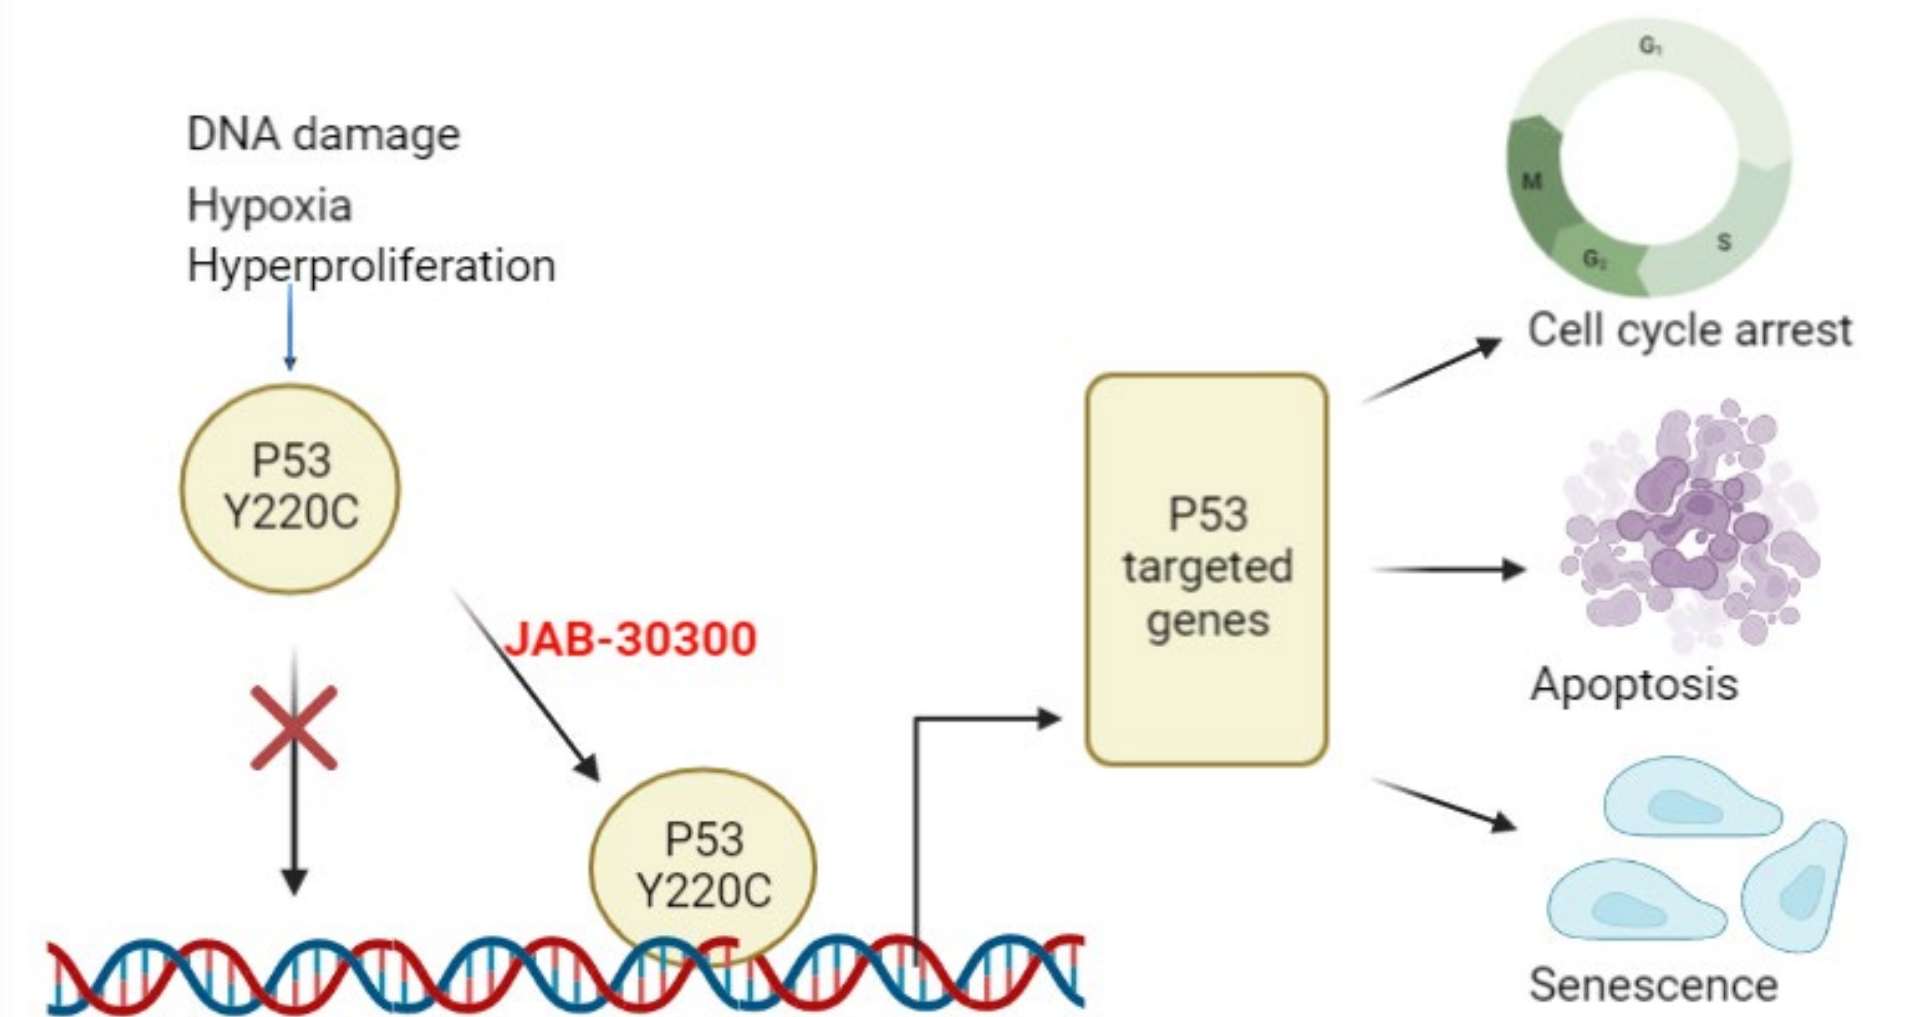 DNA damage
Hypoxia
Hyperproliferation
P53
Y220C
JAB-30300
P53
Y220C
P53
targeted
genes
G₁
M
S
G₂
Cell cycle arrest
Apoptosis
Senescence